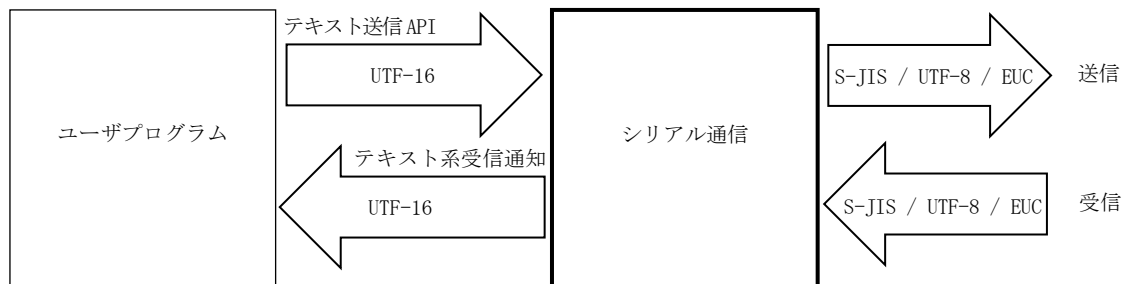 テキスト送信API
UTF-16
S-JIS / UTF-8 / EUC
送信
ユーザプログラム
シリアル通信
テキスト系受信通知
UTF-16
S-JIS / UTF-8 / EUC
受信